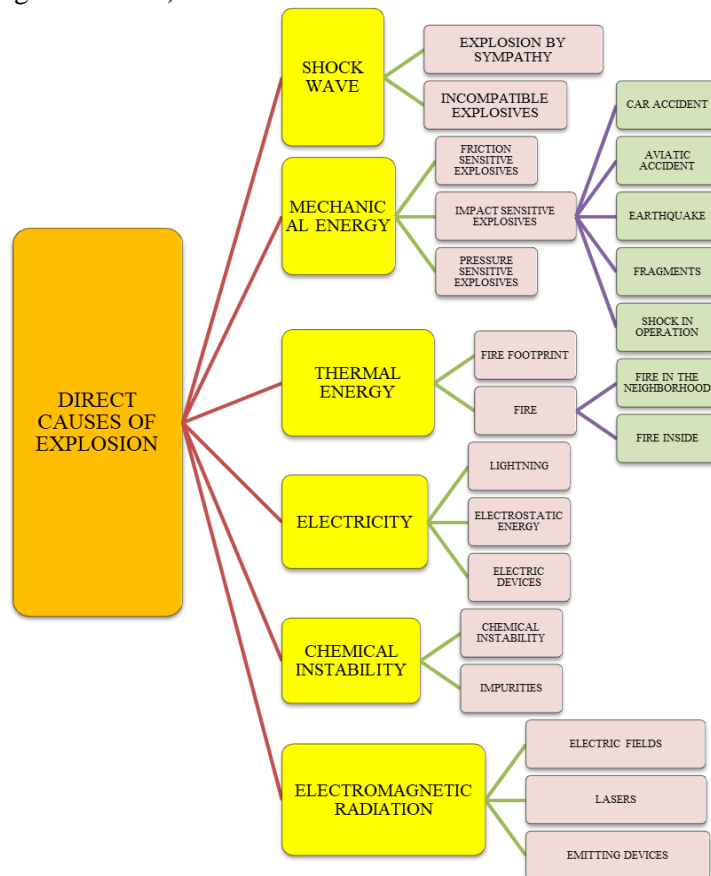 SHOCK
WAVE
EXPLOSION BY
SYMPATHY
INCOMPATIBLE
EXPLOSIVES
CAR ACCIDENT
AVIATIC
ACCIDENT
EARTHQUAKE
FRAGMENTS
SHOCK IN
OPERATION
FRICTION
SENSITIVE
EXPLOSIVES
MECHANIC
AL ENERGY
IMPACT SENSITIVE
EXPLOSIVES
PRESSURE
SENSITIVE
EXPLOSIVES
DIRECT
CAUSES OF
EXPLOSION
THERMAL
ENERGY
FIRE FOOTPRINT
FIRE
FIRE IN THE
NEIGHBORHOOD
FIRE INSIDE
ELECTRICITY
LIGHTNING
ELECTROSTATIC
ENERGY
ELECTRIC
DEVICES
CHEMICAL
INSTABILITY
CHEMICAL
INSTABILITY
IMPURITIES
ELECTROMAGNETIC
RADIATION
ELECTRIC FIELDS
LASERS
EMITTING DEVICES